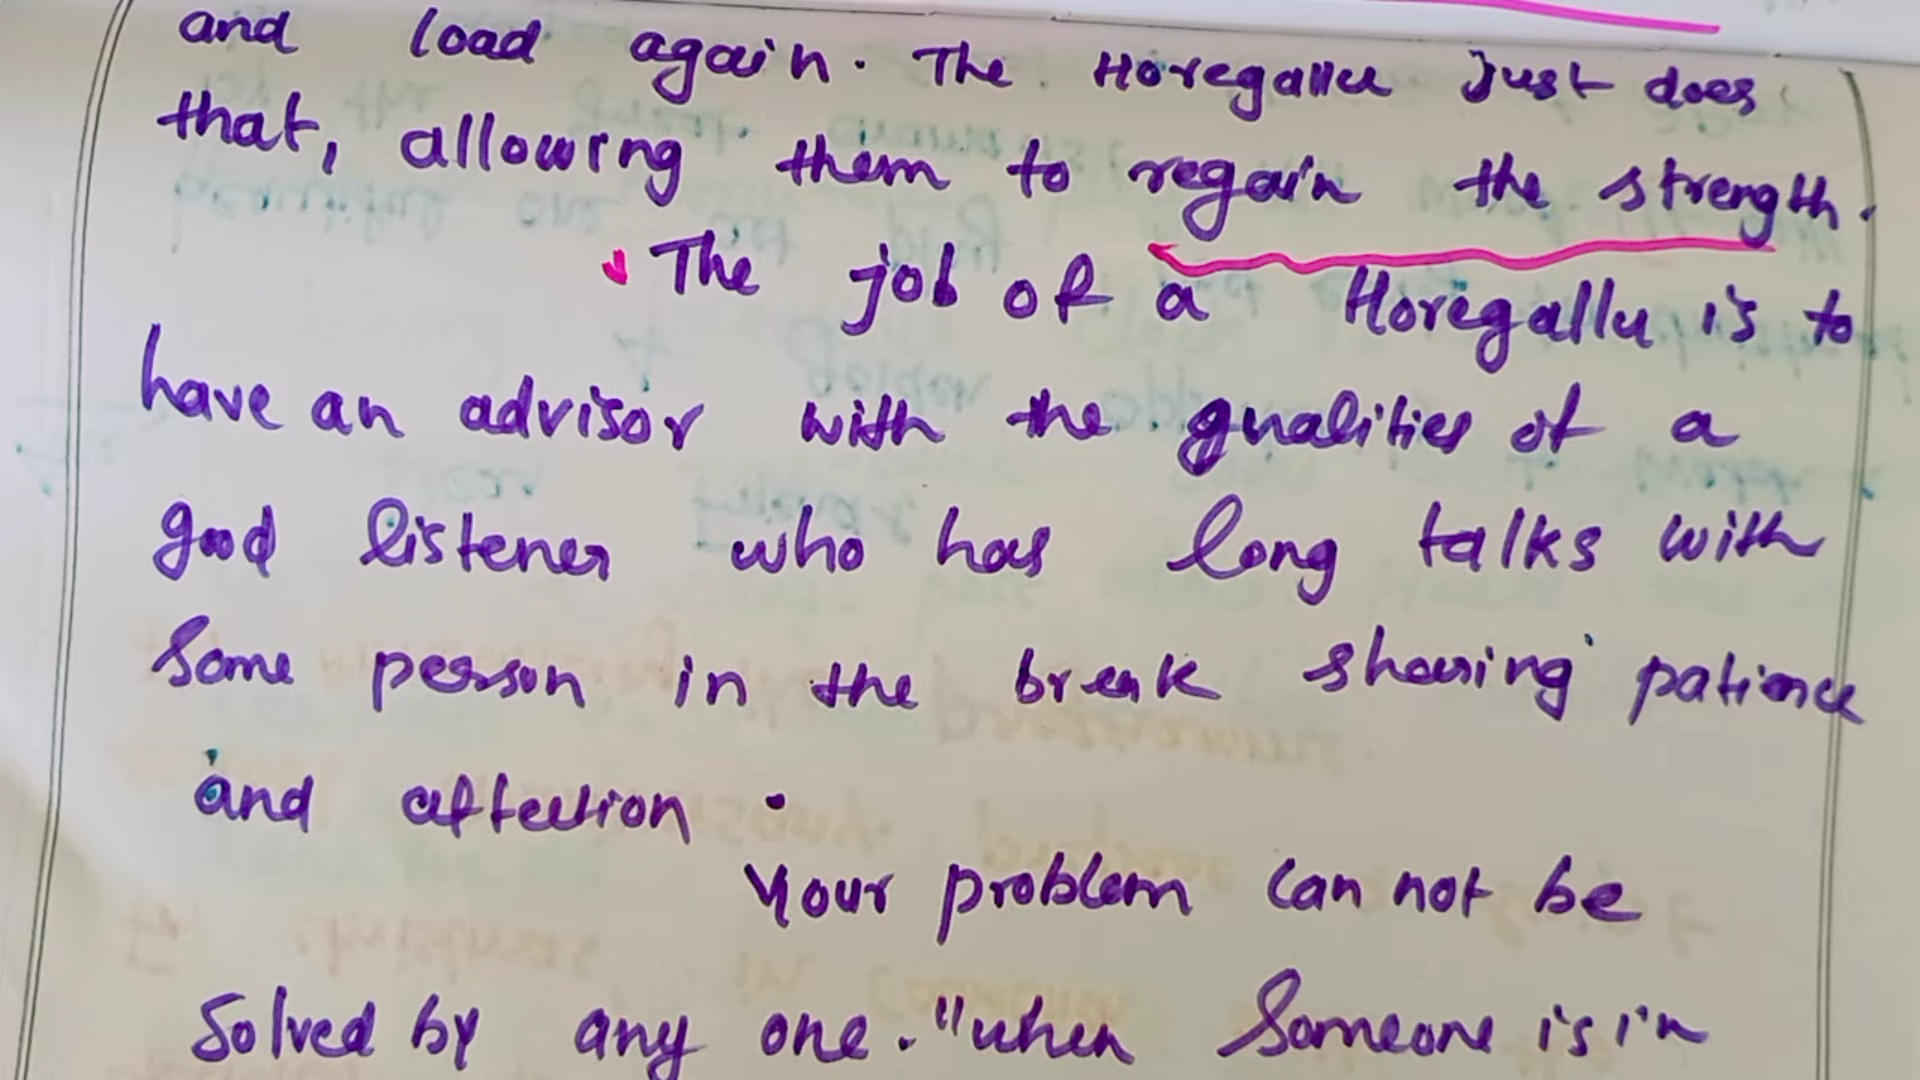 and load again. The Horegallu just does
that, allowing them to regain the strength.
The job of a Horegallu is to
have an advisor with the qualities of a
good listener who has long talks with
some person in the break sharing patience
and affection.
Your problem can not be
solved by any one. "when someone is in